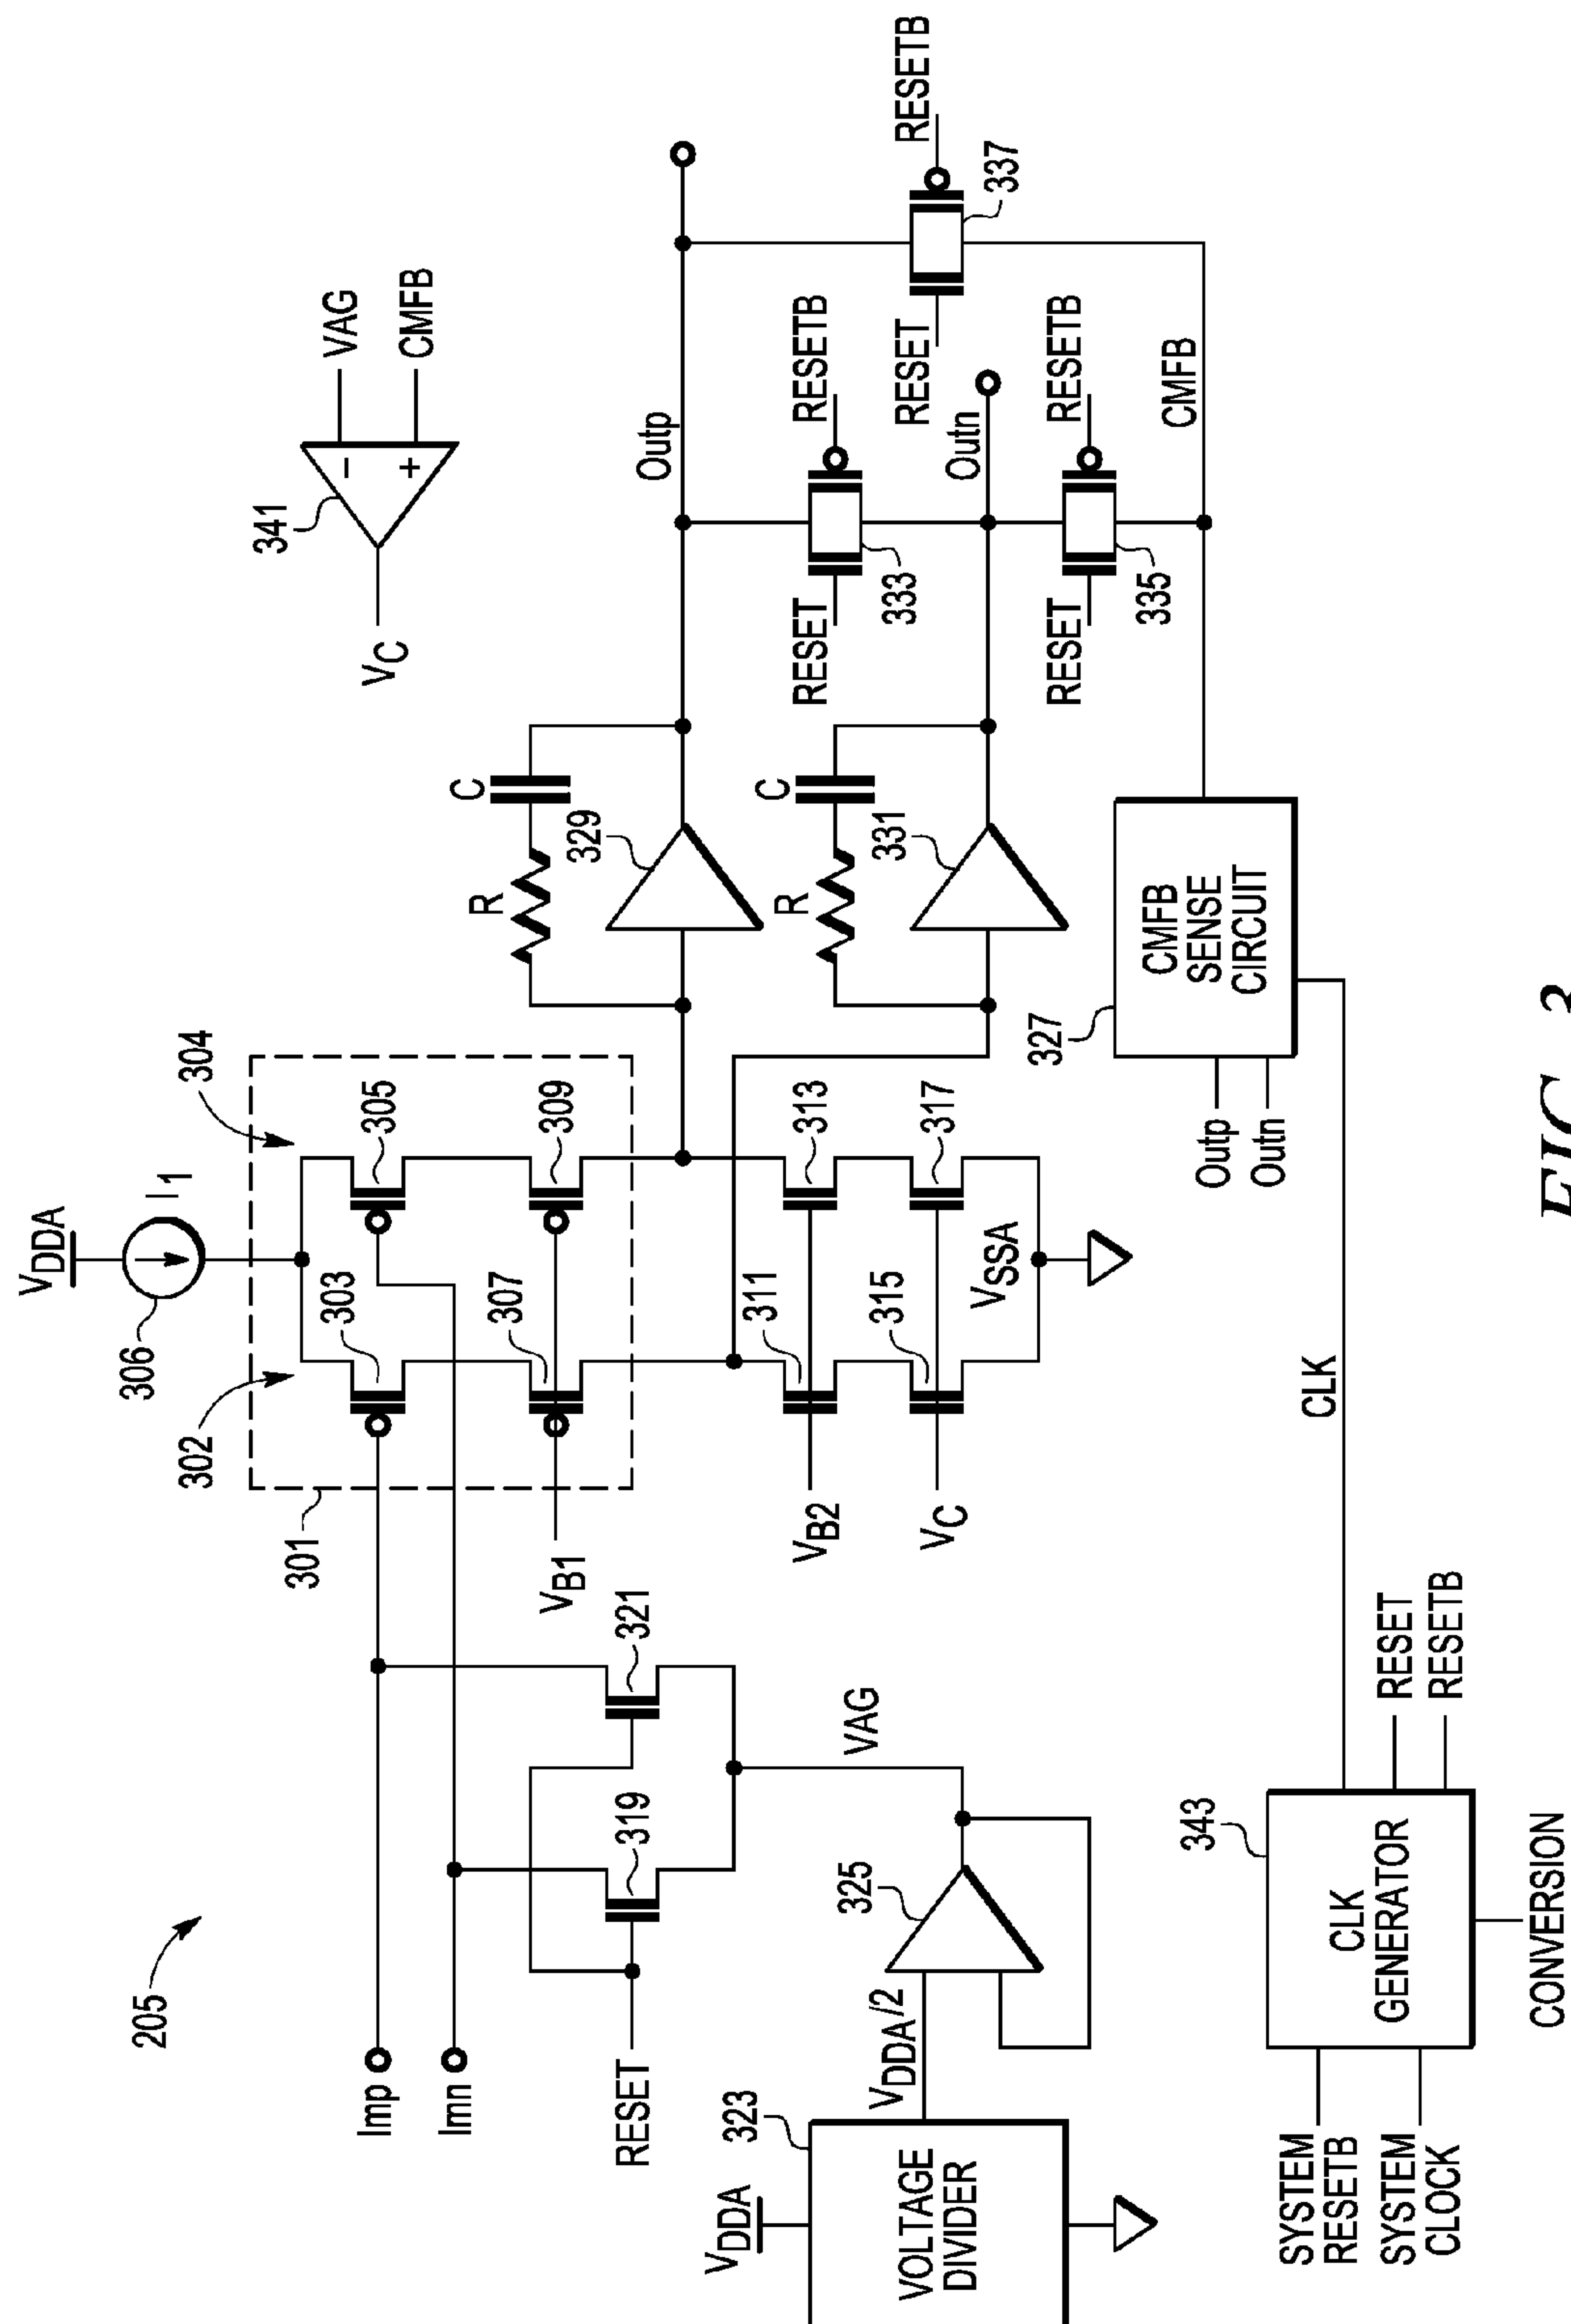 205
Imp
Imn
RESET
319
321
VDDA
323
VOLTAGE
DIVIDER
VDDA/2
325
VAG
VDDA
306
I1
302
304
301
303
305
307
309
VB1
311
313
VB2
315
317
VC
VSSA
R
C
329
R
C
331
Outp
Outn
341
VAG
CMFB
−
+
VC
RESET
RESETB
333
RESET
RESETB
335
RESET
RESETB
337
CMFB
327
CMFB
SENSE
CIRCUIT
Outp
Outn
CLK
343
CLK
GENERATOR
RESET
RESETB
SYSTEM
RESETB
SYSTEM
CLOCK
CONVERSION
FIG. 3